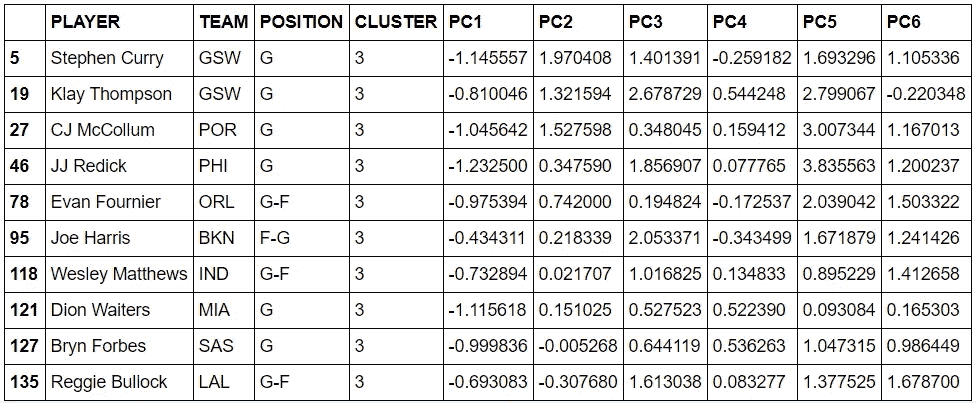 PLAYER TEAM POSITION CLUSTER PC1 PC2 PC3 PC4 PC5 PC6
5 Stephen Curry GSW G 3 -1.145557 1.970408 1.401391 -0.259182 1.693296 1.105336
19 Klay Thompson GSW G 3 -0.810046 1.321594 2.678729 0.544248 2.799067 -0.220348
27 CJ McCollum POR G 3 -1.045642 1.527598 0.348045 0.159412 3.007344 1.167013
46 JJ Redick PHI G 3 -1.232500 0.347590 1.856907 0.077765 3.835563 1.200237
78 Evan Fournier ORL G-F 3 -0.975394 0.742000 0.194824 -0.172537 2.039042 1.503322
95 Joe Harris BKN F-G 3 -0.434311 0.218339 2.053371 -0.343499 1.671879 1.241426
118 Wesley Matthews IND G-F 3 -0.732894 0.021707 1.016825 0.134833 0.895229 1.412658
121 Dion Waiters MIA G 3 -1.115618 0.151025 0.527523 0.522390 0.093084 0.165303
127 Bryn Forbes SAS G 3 -0.999836 -0.005268 0.644119 0.536263 1.047315 0.986449
135 Reggie Bullock LAL G-F 3 -0.693083 -0.307680 1.613038 0.083277 1.377525 1.678700